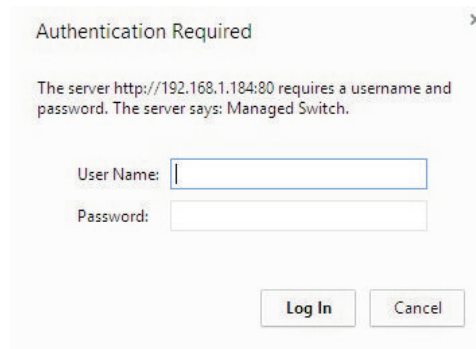 Authentication Required
The server http://192.168.1.184:80 requires a username and
password. The server says: Managed Switch.
User Name:
Password:
Log In
Cancel